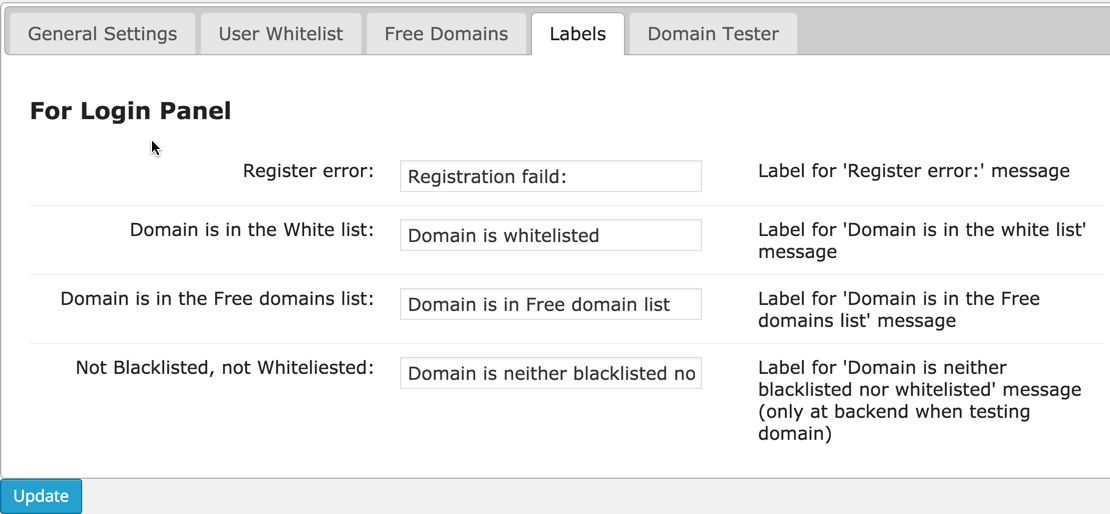 General Settings User Whitelist Free Domains Labels Domain Tester
For Login Panel
Register error: Registration faild: Label for 'Register error:' message
Domain is in the White list: Domain is whitelisted Label for 'Domain is in the white list'
message
Domain is in the Free domains list: Domain is in Free domain list Label for 'Domain is in the Free
domains list' message
Not Blacklisted, not Whiteliested: Domain is neither blacklisted no Label for 'Domain is neither
blacklisted nor whitelisted' message
(only at backend when testing
domain)
Update